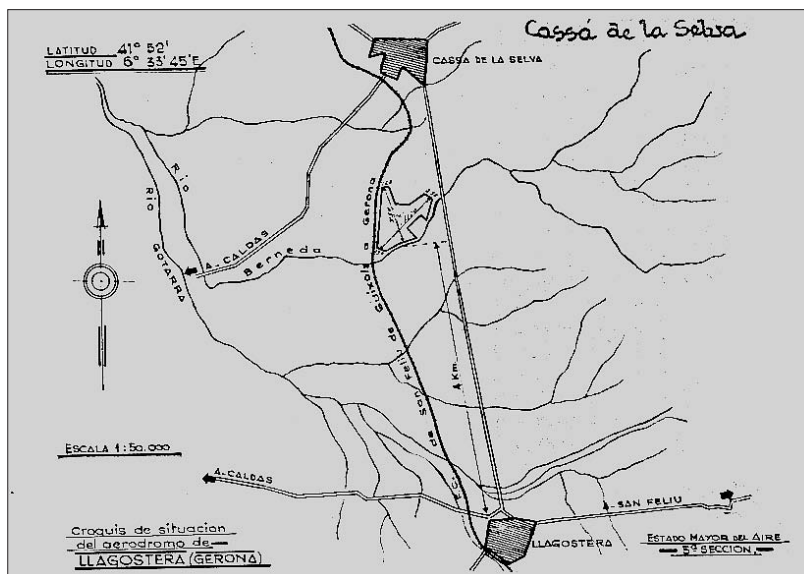 Cassá de la Selva
LATITUD 41° 52'
LONGITUD 6° 33' 45" E
CASSA DE LA SELVA
Rio
Rio
GOTARRA
A-CALDAS
Berneda
F.C. de San Feliu de Guixols a Gerona
4 Km
ESCALA 1:50.000
A-CALDAS
A-SAN FELIU
LLAGOSTERA
Croquis de situacion
del aerodromo de
LLAGOSTERA (GERONA)
ESTADO MAYOR DEL AIRE
5ª SECCION